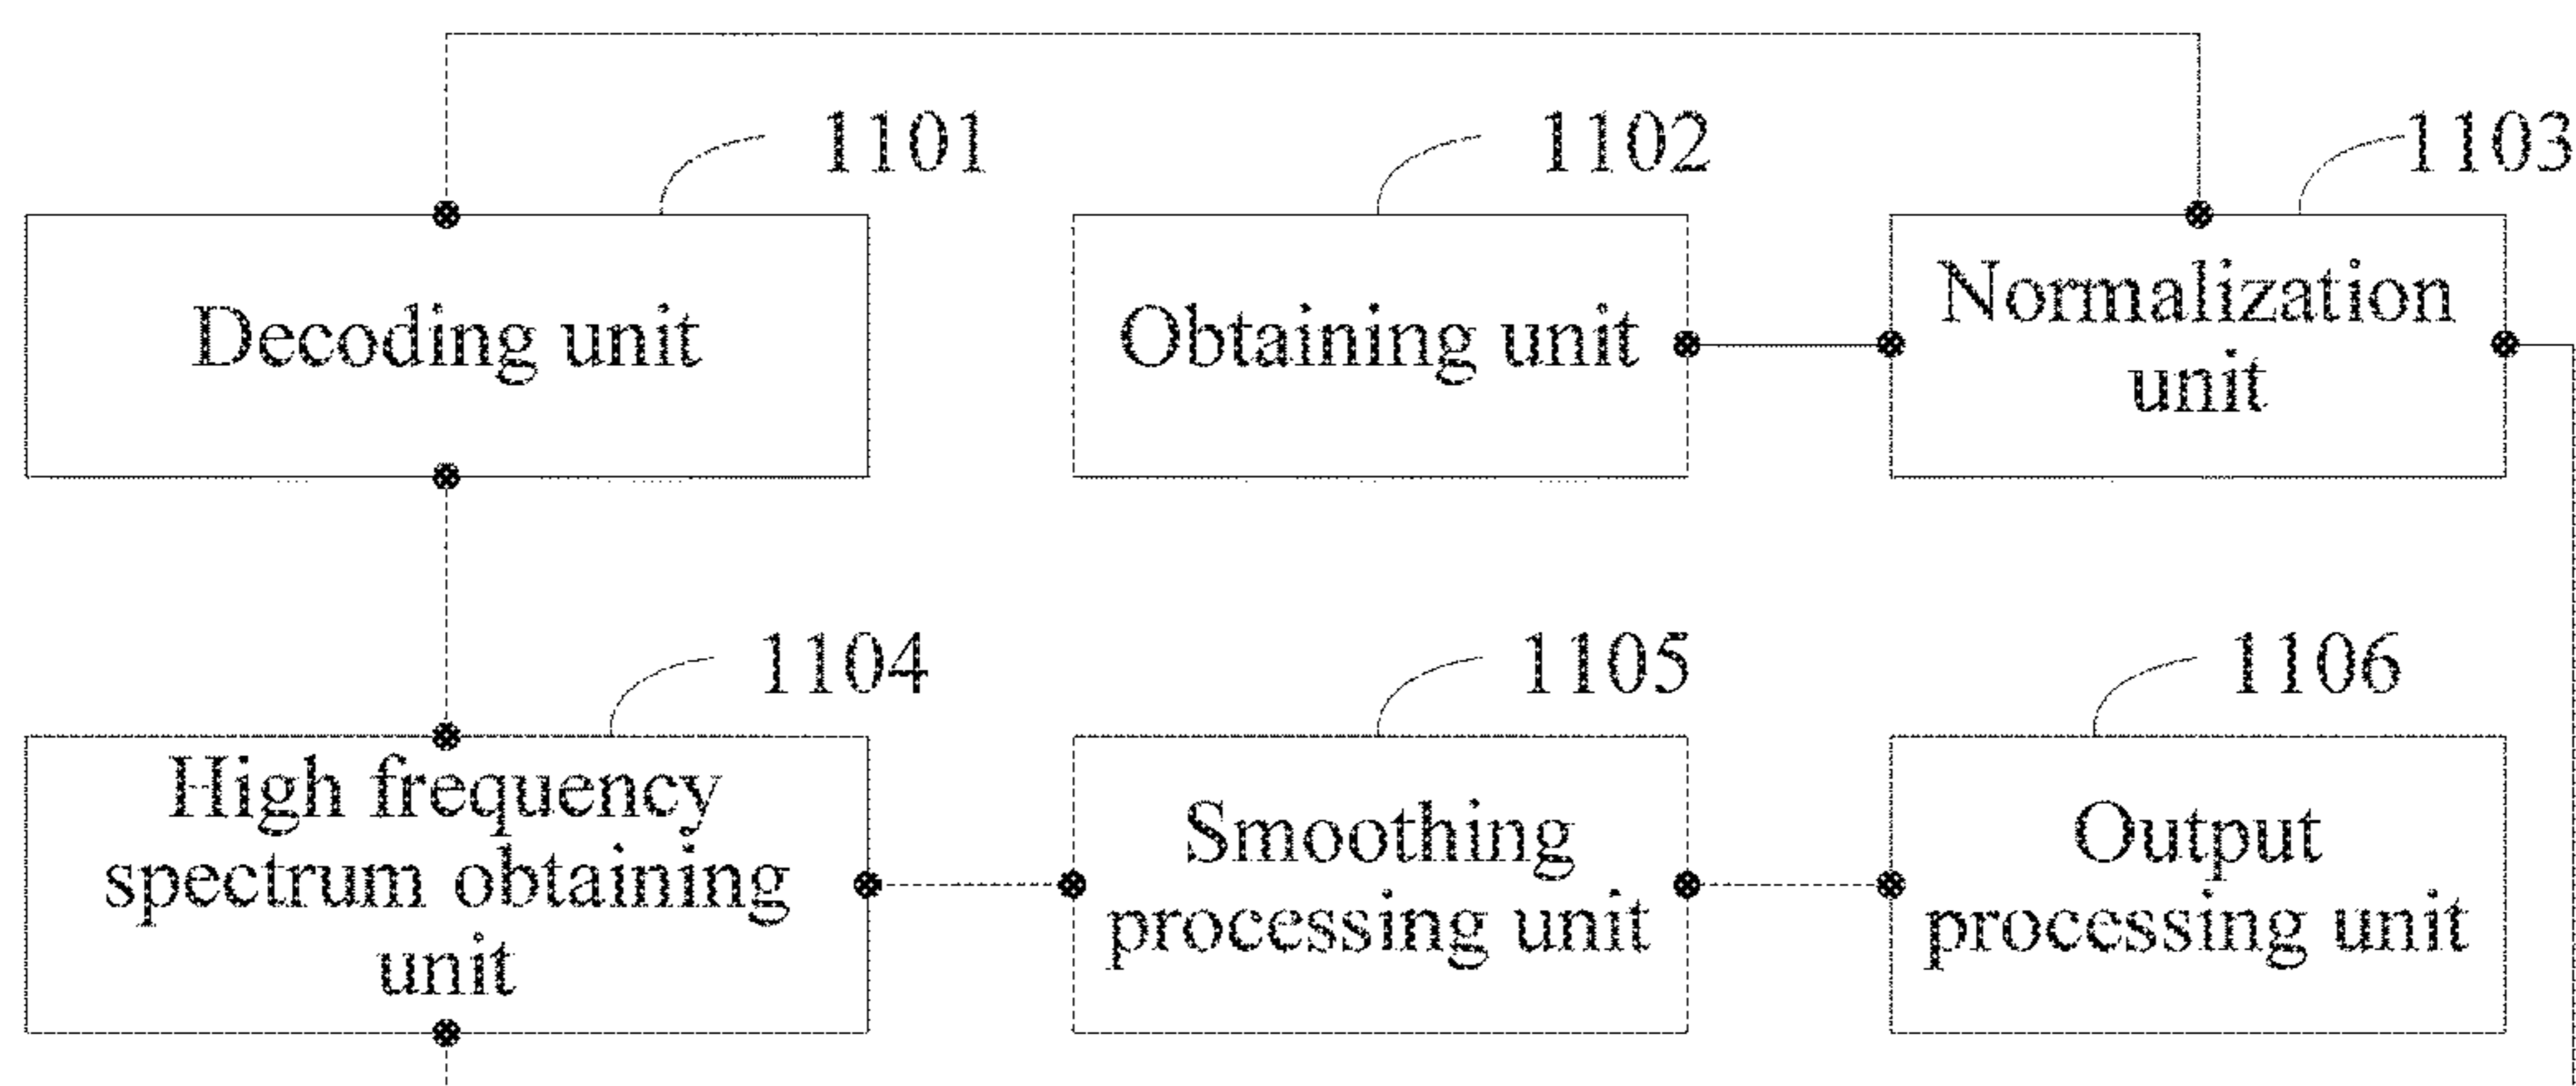 1101
1102
1103
Decoding unit
Obtaining unit
Normalization
unit
1104
1105
1106
High frequency
spectrum obtaining
unit
Smoothing
processing unit
Output
processing unit